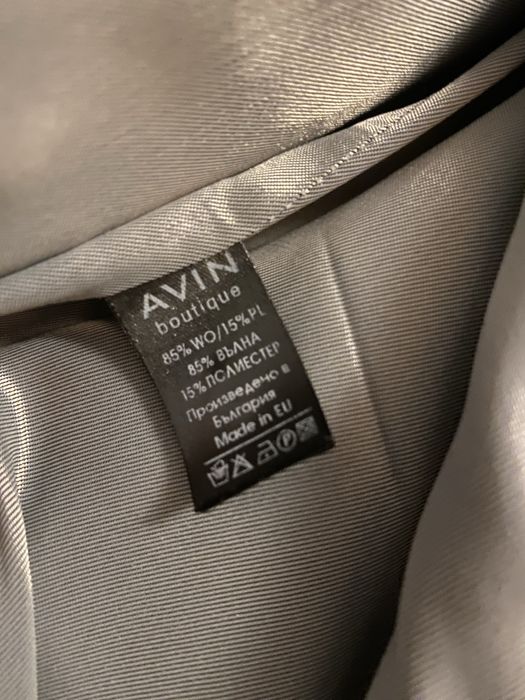 AVIN
boutique
85%WO/15%PL
85% ВЪЛНА
15%ПОЛИЕСТЕР
Произведено в
България
Made in EU